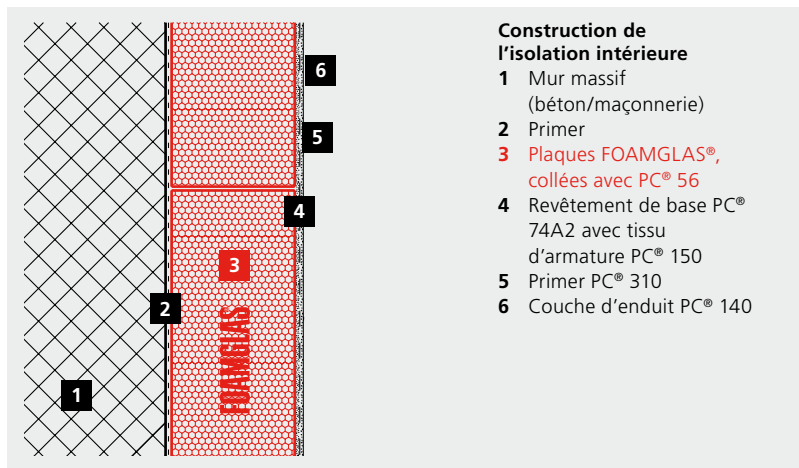 6
5
4
3
2
1
FOAMGLAS
Construction de
l'isolation intérieure
1 Mur massif
(béton/maçonnerie)
2 Primer
3 Plaques FOAMGLAS®,
collées avec PC® 56
4 Revêtement de base PC®
74A2 avec tissu
d'armature PC® 150
5 Primer PC® 310
6 Couche d'enduit PC® 140